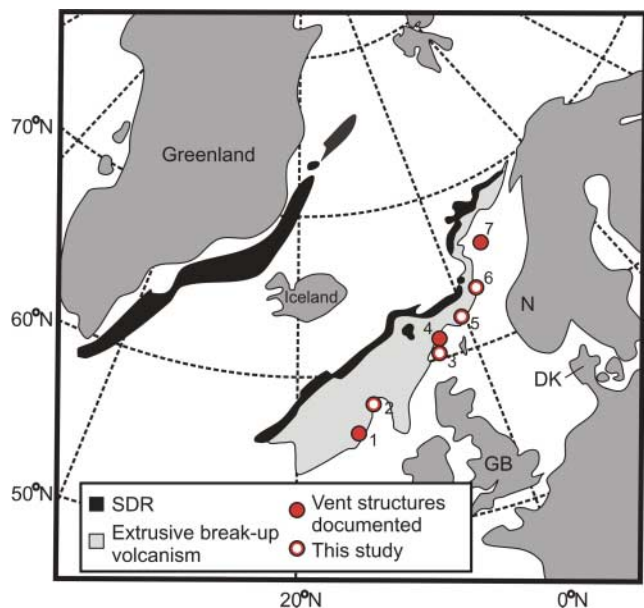 70°N
Greenland
7
Iceland
6
N
60°N
5
4
3
DK
2
1
GB
50°N
SDR
Extrusive break-up
volcanism
Vent structures
documented
This study
20°N
0°N